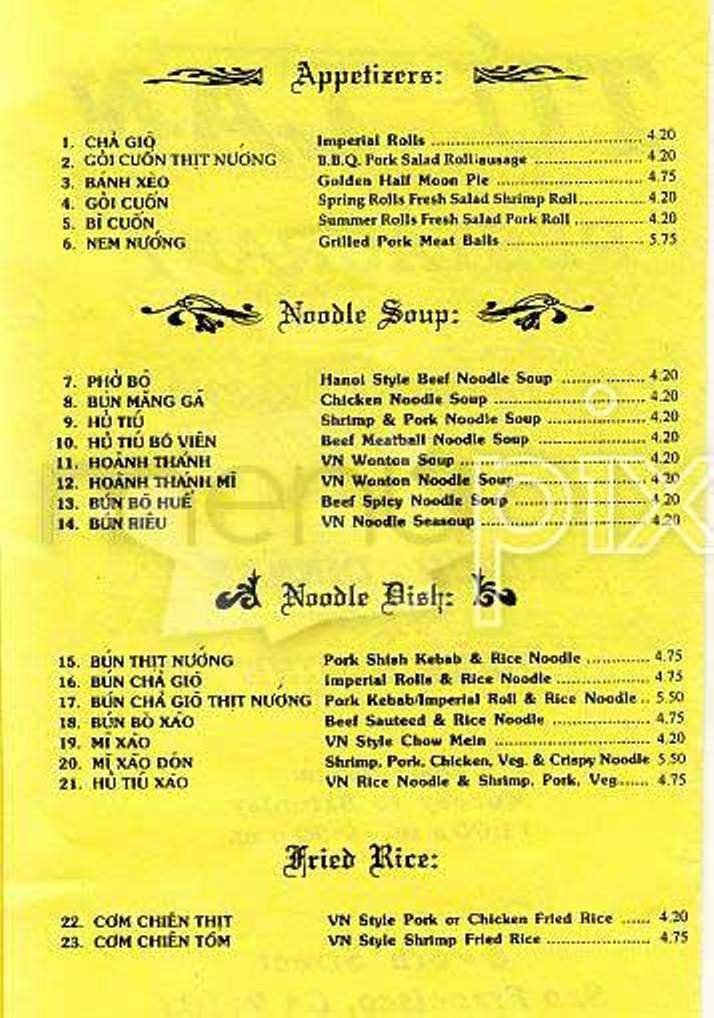 Appetizers:
1. CHẢ GIÒ Imperial Rolls 4.20
2. GỎI CUỐN THỊT NƯỚNG B.B.Q. Pork Salad Roll/sausage 4.20
3. BÁNH XÈO Golden Half Moon Pie 4.75
4. GỎI CUỐN Spring Rolls Fresh Salad Shrimp Roll 4.20
5. BÌ CUỐN Summer Rolls Fresh Salad Pork Roll 4.20
6. NEM NƯỚNG Grilled Pork Meat Balls 5.75
Noodle Soup:
7. PHỞ BÒ Hanoi Style Beef Noodle Soup 4.20
8. BÚN MĂNG GÀ Chicken Noodle Soup 4.20
9. HỦ TIÚ Shrimp & Pork Noodle Soup 4.20
10. HỦ TIÚ BÒ VIÊN Beef Meatball Noodle Soup 4.20
11. HOÀNH THÁNH VN Wonton Soup 4.20
12. HOÀNH THÁNH MÌ VN Wonton Noodle Soup 4.20
13. BÚN BÒ HUẾ Beef Spicy Noodle Soup 4.20
14. BÚN RIÊU VN Noodle Seasoup 4.20
Noodle Dish:
15. BÚN THỊT NƯỚNG Pork Shish Kebab & Rice Noodle 4.75
16. BÚN CHẢ GIÒ Imperial Rolls & Rice Noodle 4.75
17. BÚN CHẢ GIÒ THỊT NƯỚNG Pork Kebab/Imperial Roll & Rice Noodle 5.50
18. BÚN BÒ XÀO Beef Sauteed & Rice Noodle 4.75
19. MÌ XÀO VN Style Chow Mein 4.20
20. MÌ XÀO DÒN Shrimp, Pork, Chicken, Veg. & Crispy Noodle 5.50
21. HỦ TIÚ XÀO VN Rice Noodle & Shrimp, Pork, Veg. 4.75
Fried Rice:
22. CƠM CHIÊN THỊT VN Style Pork or Chicken Fried Rice 4.20
23. CƠM CHIÊN TÔM VN Style Shrimp Fried Rice 4.75
menupix